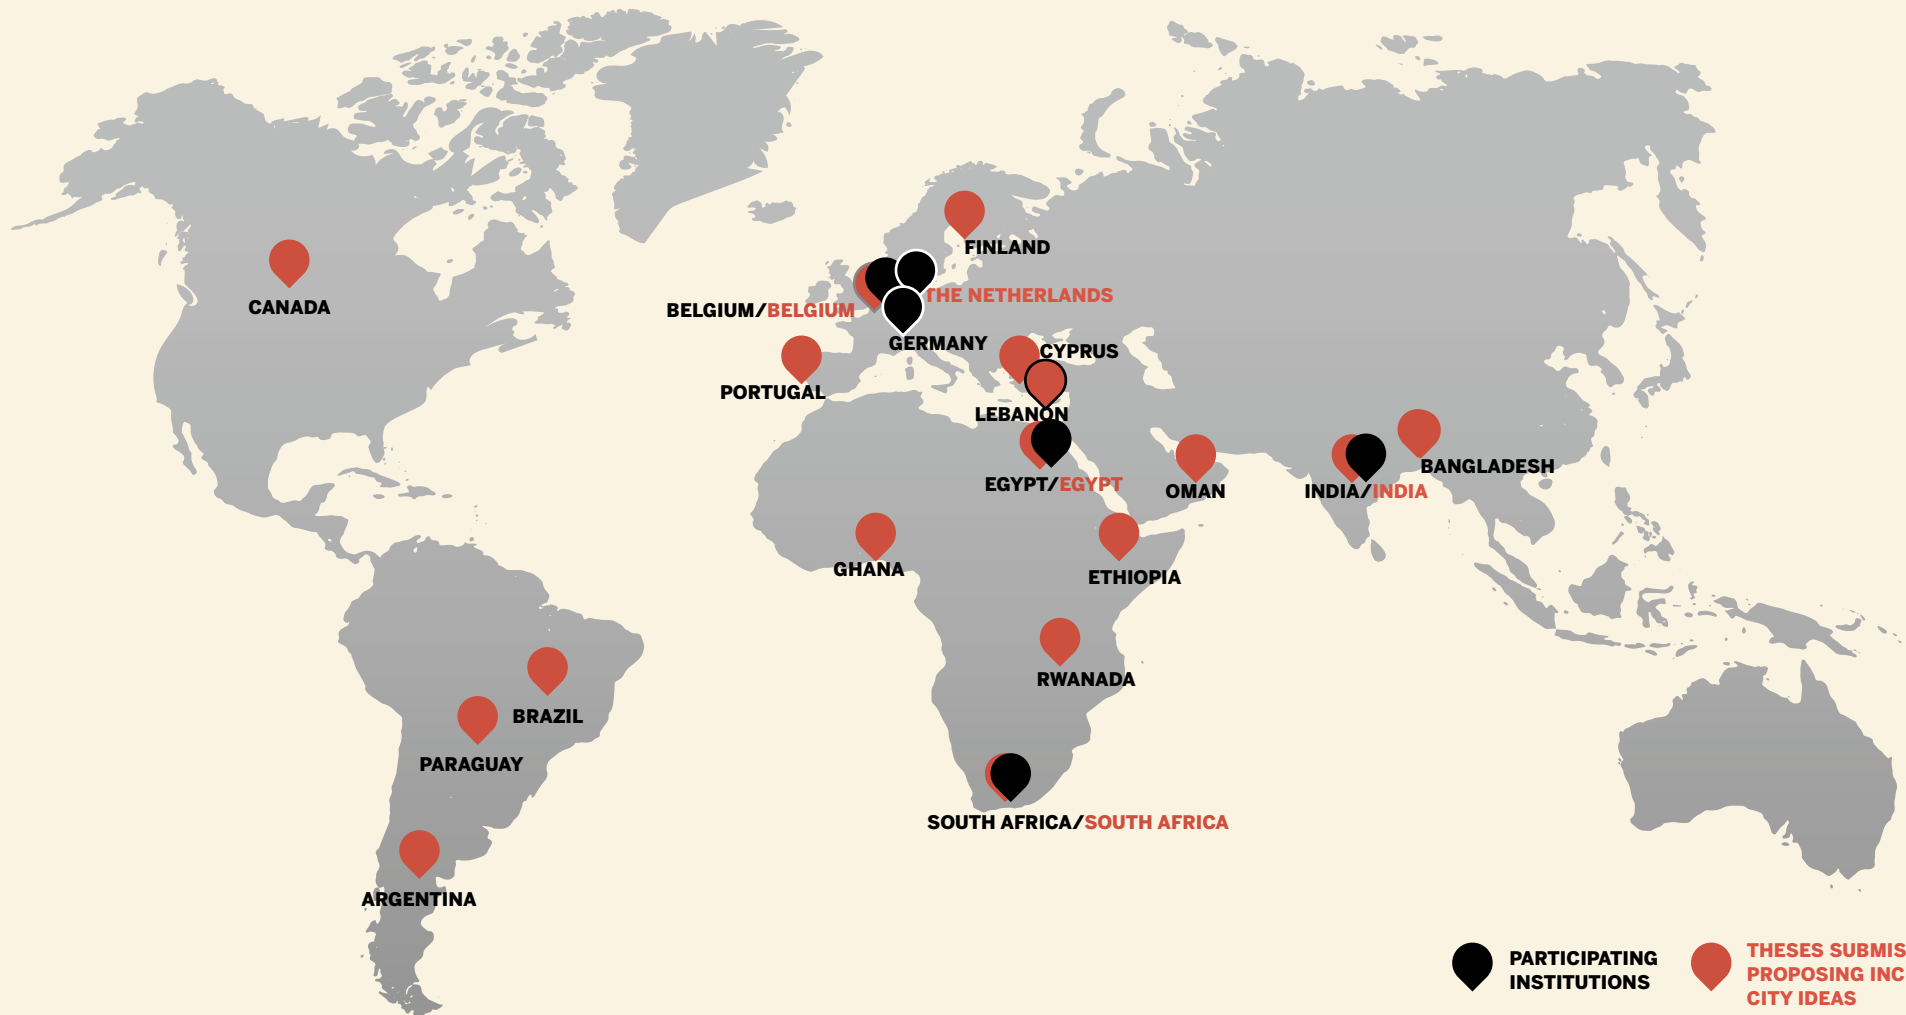 FINLAND
THE NETHERLANDS
CANADA
BELGIUM/BELGIUM
GERMANY
CYPRUS
PORTUGAL
LEBANON
BANGLADESH
EGYPT/EGYPT
OMAN
INDIA/INDIA
GHANA
ETHIOPIA
RWANADA
BRAZIL
PARAGUAY
SOUTH AFRICA/SOUTH AFRICA
ARGENTINA
PARTICIPATING
INSTITUTIONS
THESES SUBMIS
PROPOSING INC
CITY IDEAS